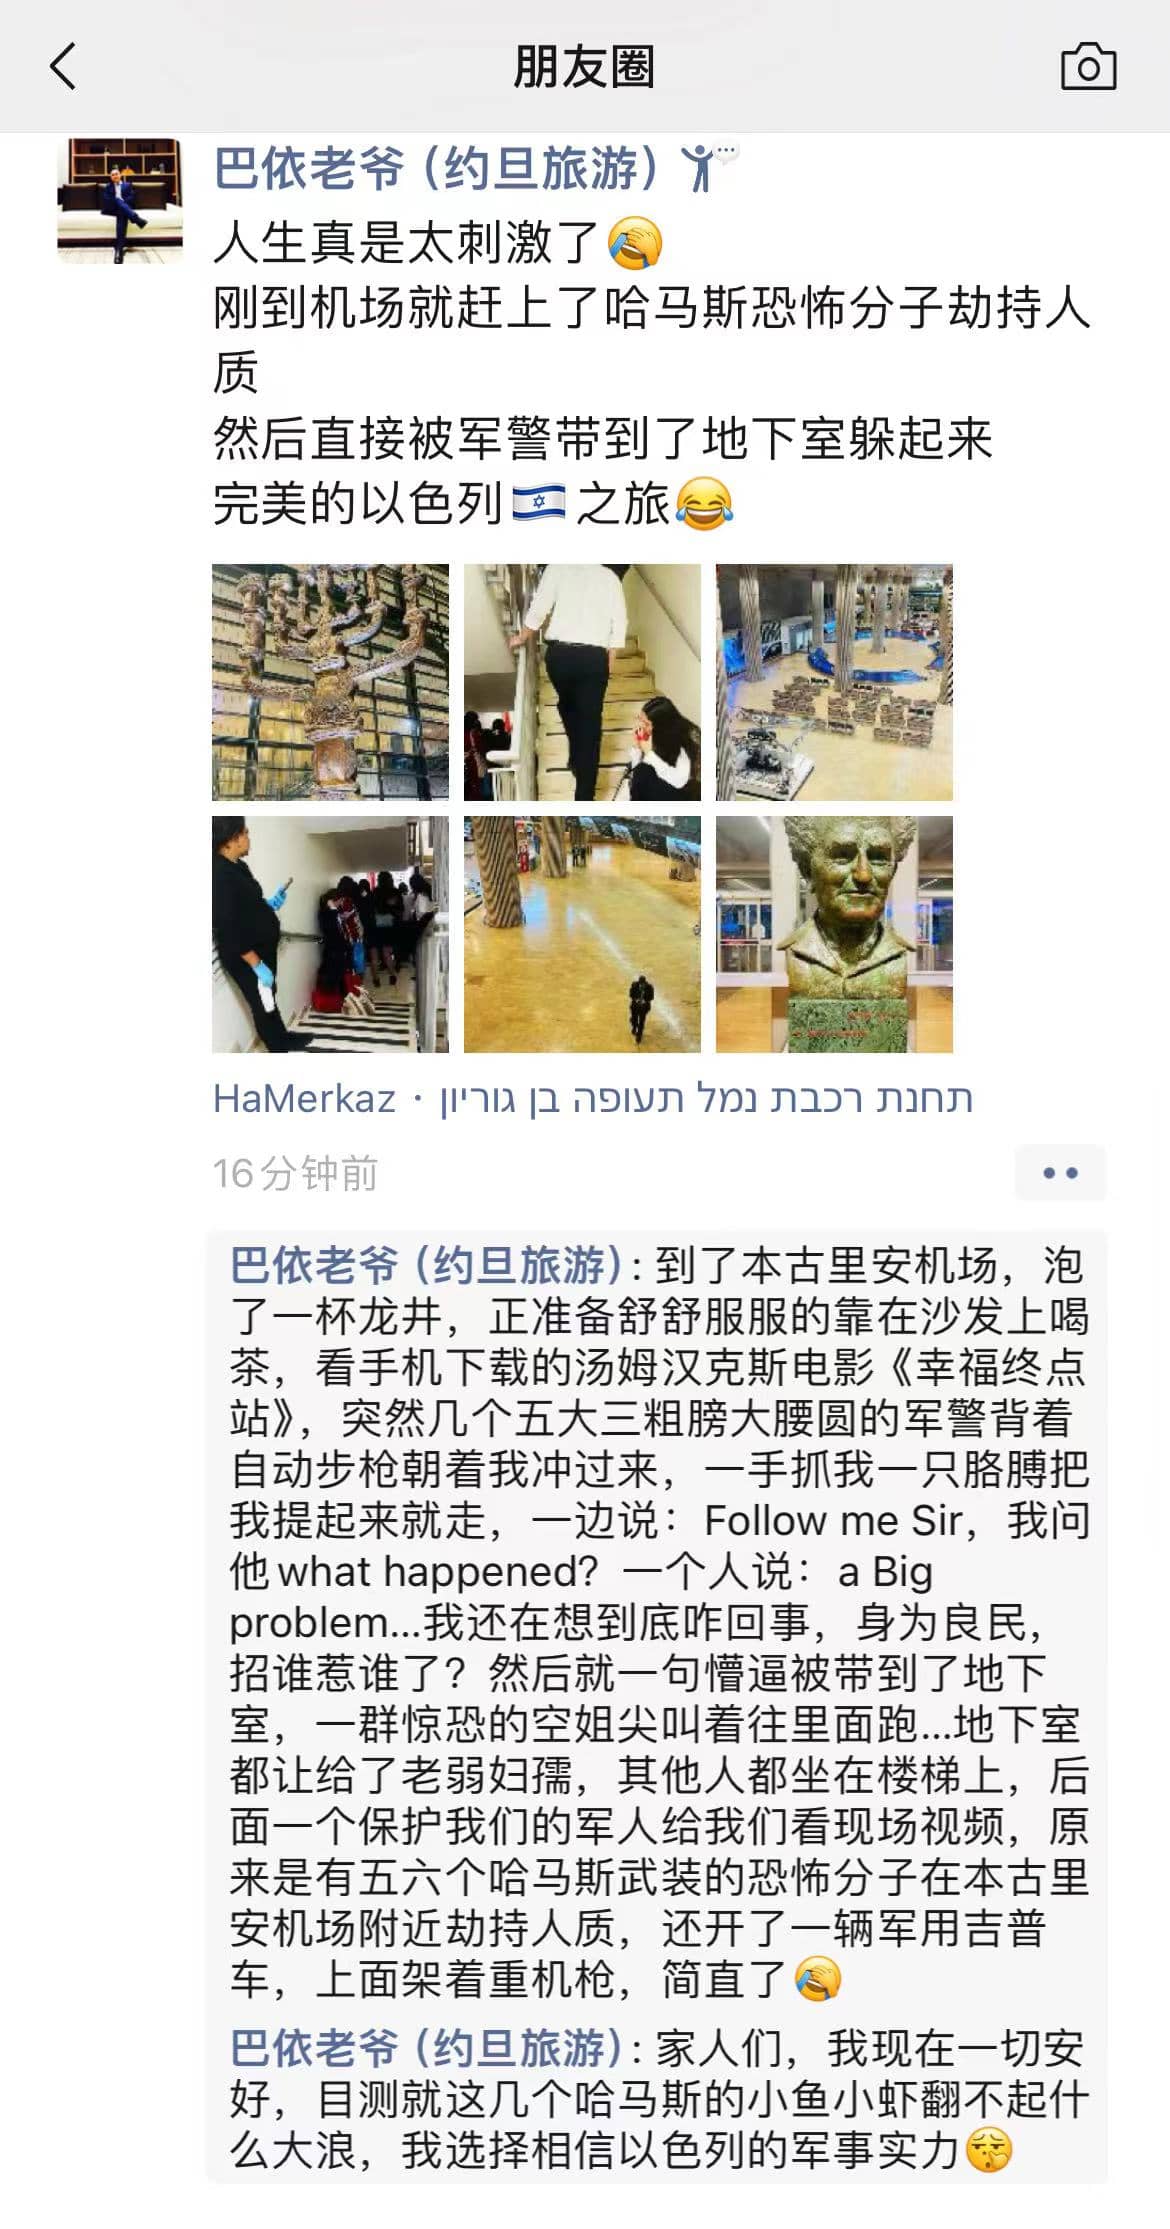 朋友圈
巴依老爷（约旦旅游）
人生真是太刺激了🤦
刚到机场就赶上了哈马斯恐怖分子劫持人
质
然后直接被军警带到了地下室躲起来
完美的以色列🇮🇱之旅😂
HaMerkaz · תחנת רכבת נמל תעופה בן גוריון
16分钟前
巴依老爷（约旦旅游）: 到了本古里安机场，泡
了一杯龙井，正准备舒舒服服的靠在沙发上喝
茶，看手机下载的汤姆汉克斯电影《幸福终点
站》，突然几个五大三粗膀大腰圆的军警背着
自动步枪朝着我冲过来，一手抓我一只胳膊把
我提起来就走，一边说：Follow me Sir，我问
他what happened？一个人说：a Big
problem...我还在想到底咋回事，身为良民，
招谁惹谁了？然后就一句懵逼被带到了地下
室，一群惊恐的空姐尖叫着往里面跑...地下室
都让给了老弱妇孺，其他人都坐在楼梯上，后
面一个保护我们的军人给我们看现场视频，原
来是有五六个哈马斯武装的恐怖分子在本古里
安机场附近劫持人质，还开了一辆军用吉普
车，上面架着重机枪，简直了🤦
巴依老爷（约旦旅游）: 家人们，我现在一切安
好，目测就这几个哈马斯的小鱼小虾翻不起什
么大浪，我选择相信以色列的军事实力🤫